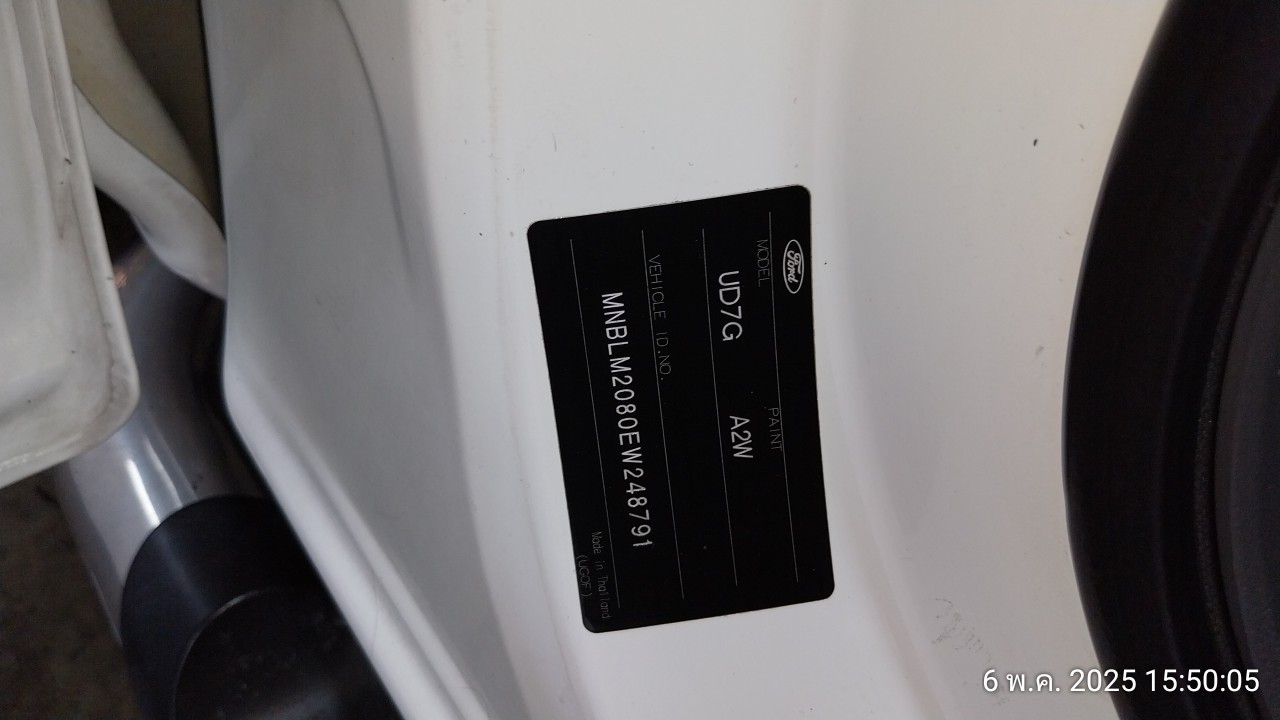 Ford
MODEL PAINT
UD7G A2W
VEHICLE ID.NO.
MNBLM2080EW248791
Made in Thailand
(UGOF)
6 พ.ค. 2025 15:50:05